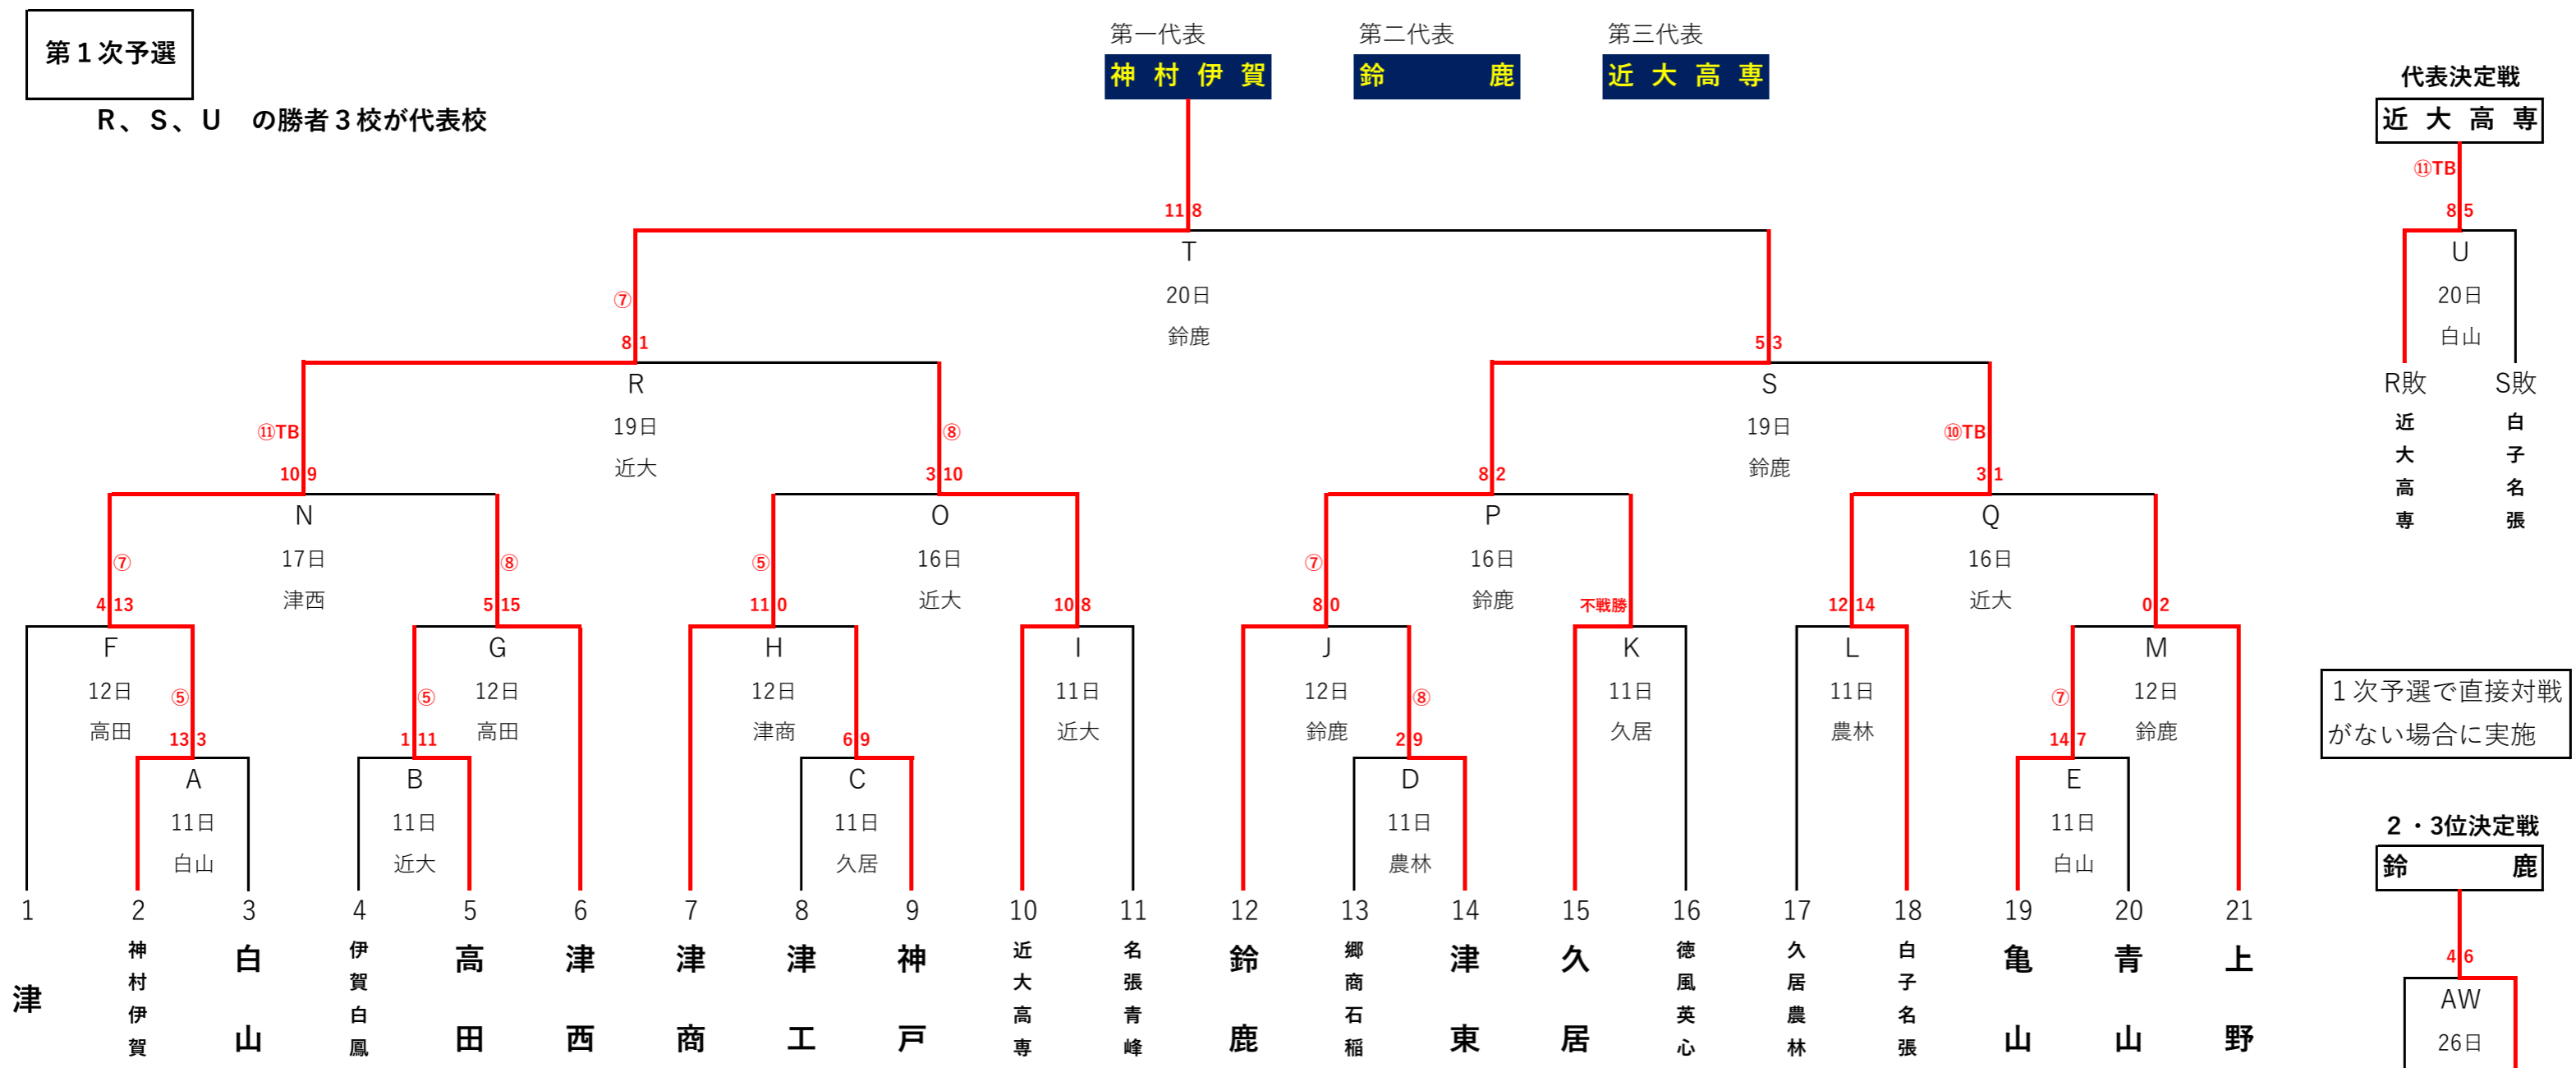 第１次予選
Ｒ、Ｓ、Ｕ　の勝者３校が代表校
第一代表
第二代表
第三代表
神村伊賀
鈴鹿
近大高専
代表決定戦
近大高専
⑪TB
8 5
U
20日
白山
R敗
S敗
近大高専
白子名張
11 8
T
20日
鈴鹿
⑦
8 1
R
19日
近大
5 3
S
19日
鈴鹿
⑪TB
10 9
N
17日
津西
⑧
3 10
O
16日
近大
8 2
P
16日
鈴鹿
⑩TB
3 1
Q
16日
近大
⑦
4 13
F
12日
高田
⑧
5 15
G
12日
高田
⑤
11 0
H
12日
津商
10 8
I
11日
近大
⑦
8 0
J
12日
鈴鹿
不戦勝
K
11日
久居
12 14
L
11日
農林
0 2
M
12日
鈴鹿
⑤
13 3
A
11日
白山
⑤
1 11
B
11日
近大
6 9
C
11日
久居
⑧
2 9
D
11日
農林
⑦
14 7
E
11日
白山
１次予選で直接対戦
がない場合に実施
２・3位決定戦
鈴鹿
4 6
AW
26日
1
2
3
4
5
6
7
8
9
10
11
12
13
14
15
16
17
18
19
20
21
津
神村伊賀
白山
伊賀白鳳
高田
津西
津商
津工
神戸
近大高専
名張青峰
鈴鹿
郷商石稲
津東
久居
徳風英心
久居農林
白子名張
亀山
青山
上野